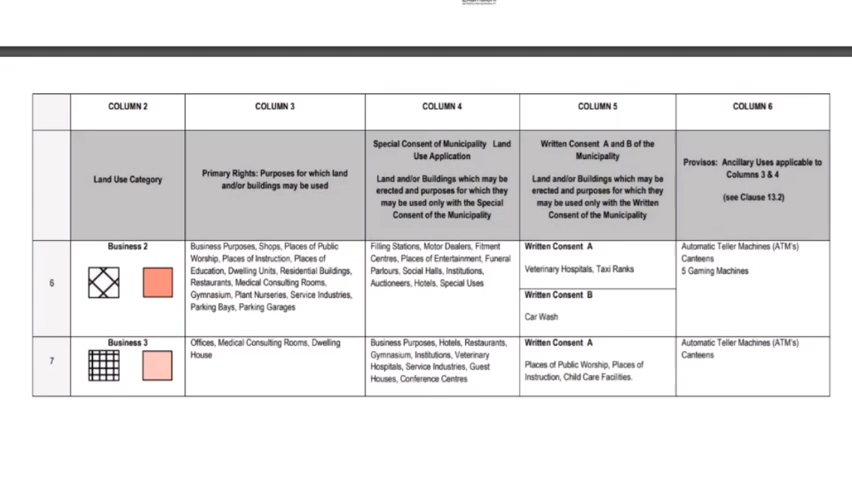 COLUMN 2
COLUMN 3
COLUMN 4
COLUMN 5
COLUMN 6
Land Use Category
Primary Rights: Purposes for which land
and/or buildings may be used
Special Consent of Municipality Land
Use Application
Land and/or Buildings which may be
erected and purposes for which they
may be used only with the Special
Consent of the Municipality
Written Consent A and B of the
Municipality
Land and/or Buildings which may be
erected and purposes for which they
may be used only with the Written
Consent of the Municipality
Provisos: Ancillary Uses applicable to
Columns 3 & 4
(see Clause 13.2)
6
Business 2
Business Purposes, Shops, Places of Public
Worship, Places of Instruction, Places of
Education, Dwelling Units, Residential Buildings,
Restaurants, Medical Consulting Rooms,
Gymnasium, Plant Nurseries, Service Industries,
Parking Bays, Parking Garages
Filling Stations, Motor Dealers, Fitment
Centres, Places of Entertainment, Funeral
Parlours, Social Halls, Institutions,
Auctioneers, Hotels, Special Uses
Written Consent A
Veterinary Hospitals, Taxi Ranks
Written Consent B
Car Wash
Automatic Teller Machines (ATM's)
Canteens
5 Gaming Machines
7
Business 3
Offices, Medical Consulting Rooms, Dwelling
House
Business Purposes, Hotels, Restaurants,
Gymnasium, Institutions, Veterinary
Hospitals, Service Industries, Guest
Houses, Conference Centres
Written Consent A
Places of Public Worship, Places of
Instruction, Child Care Facilities.
Automatic Teller Machines (ATM's)
Canteens